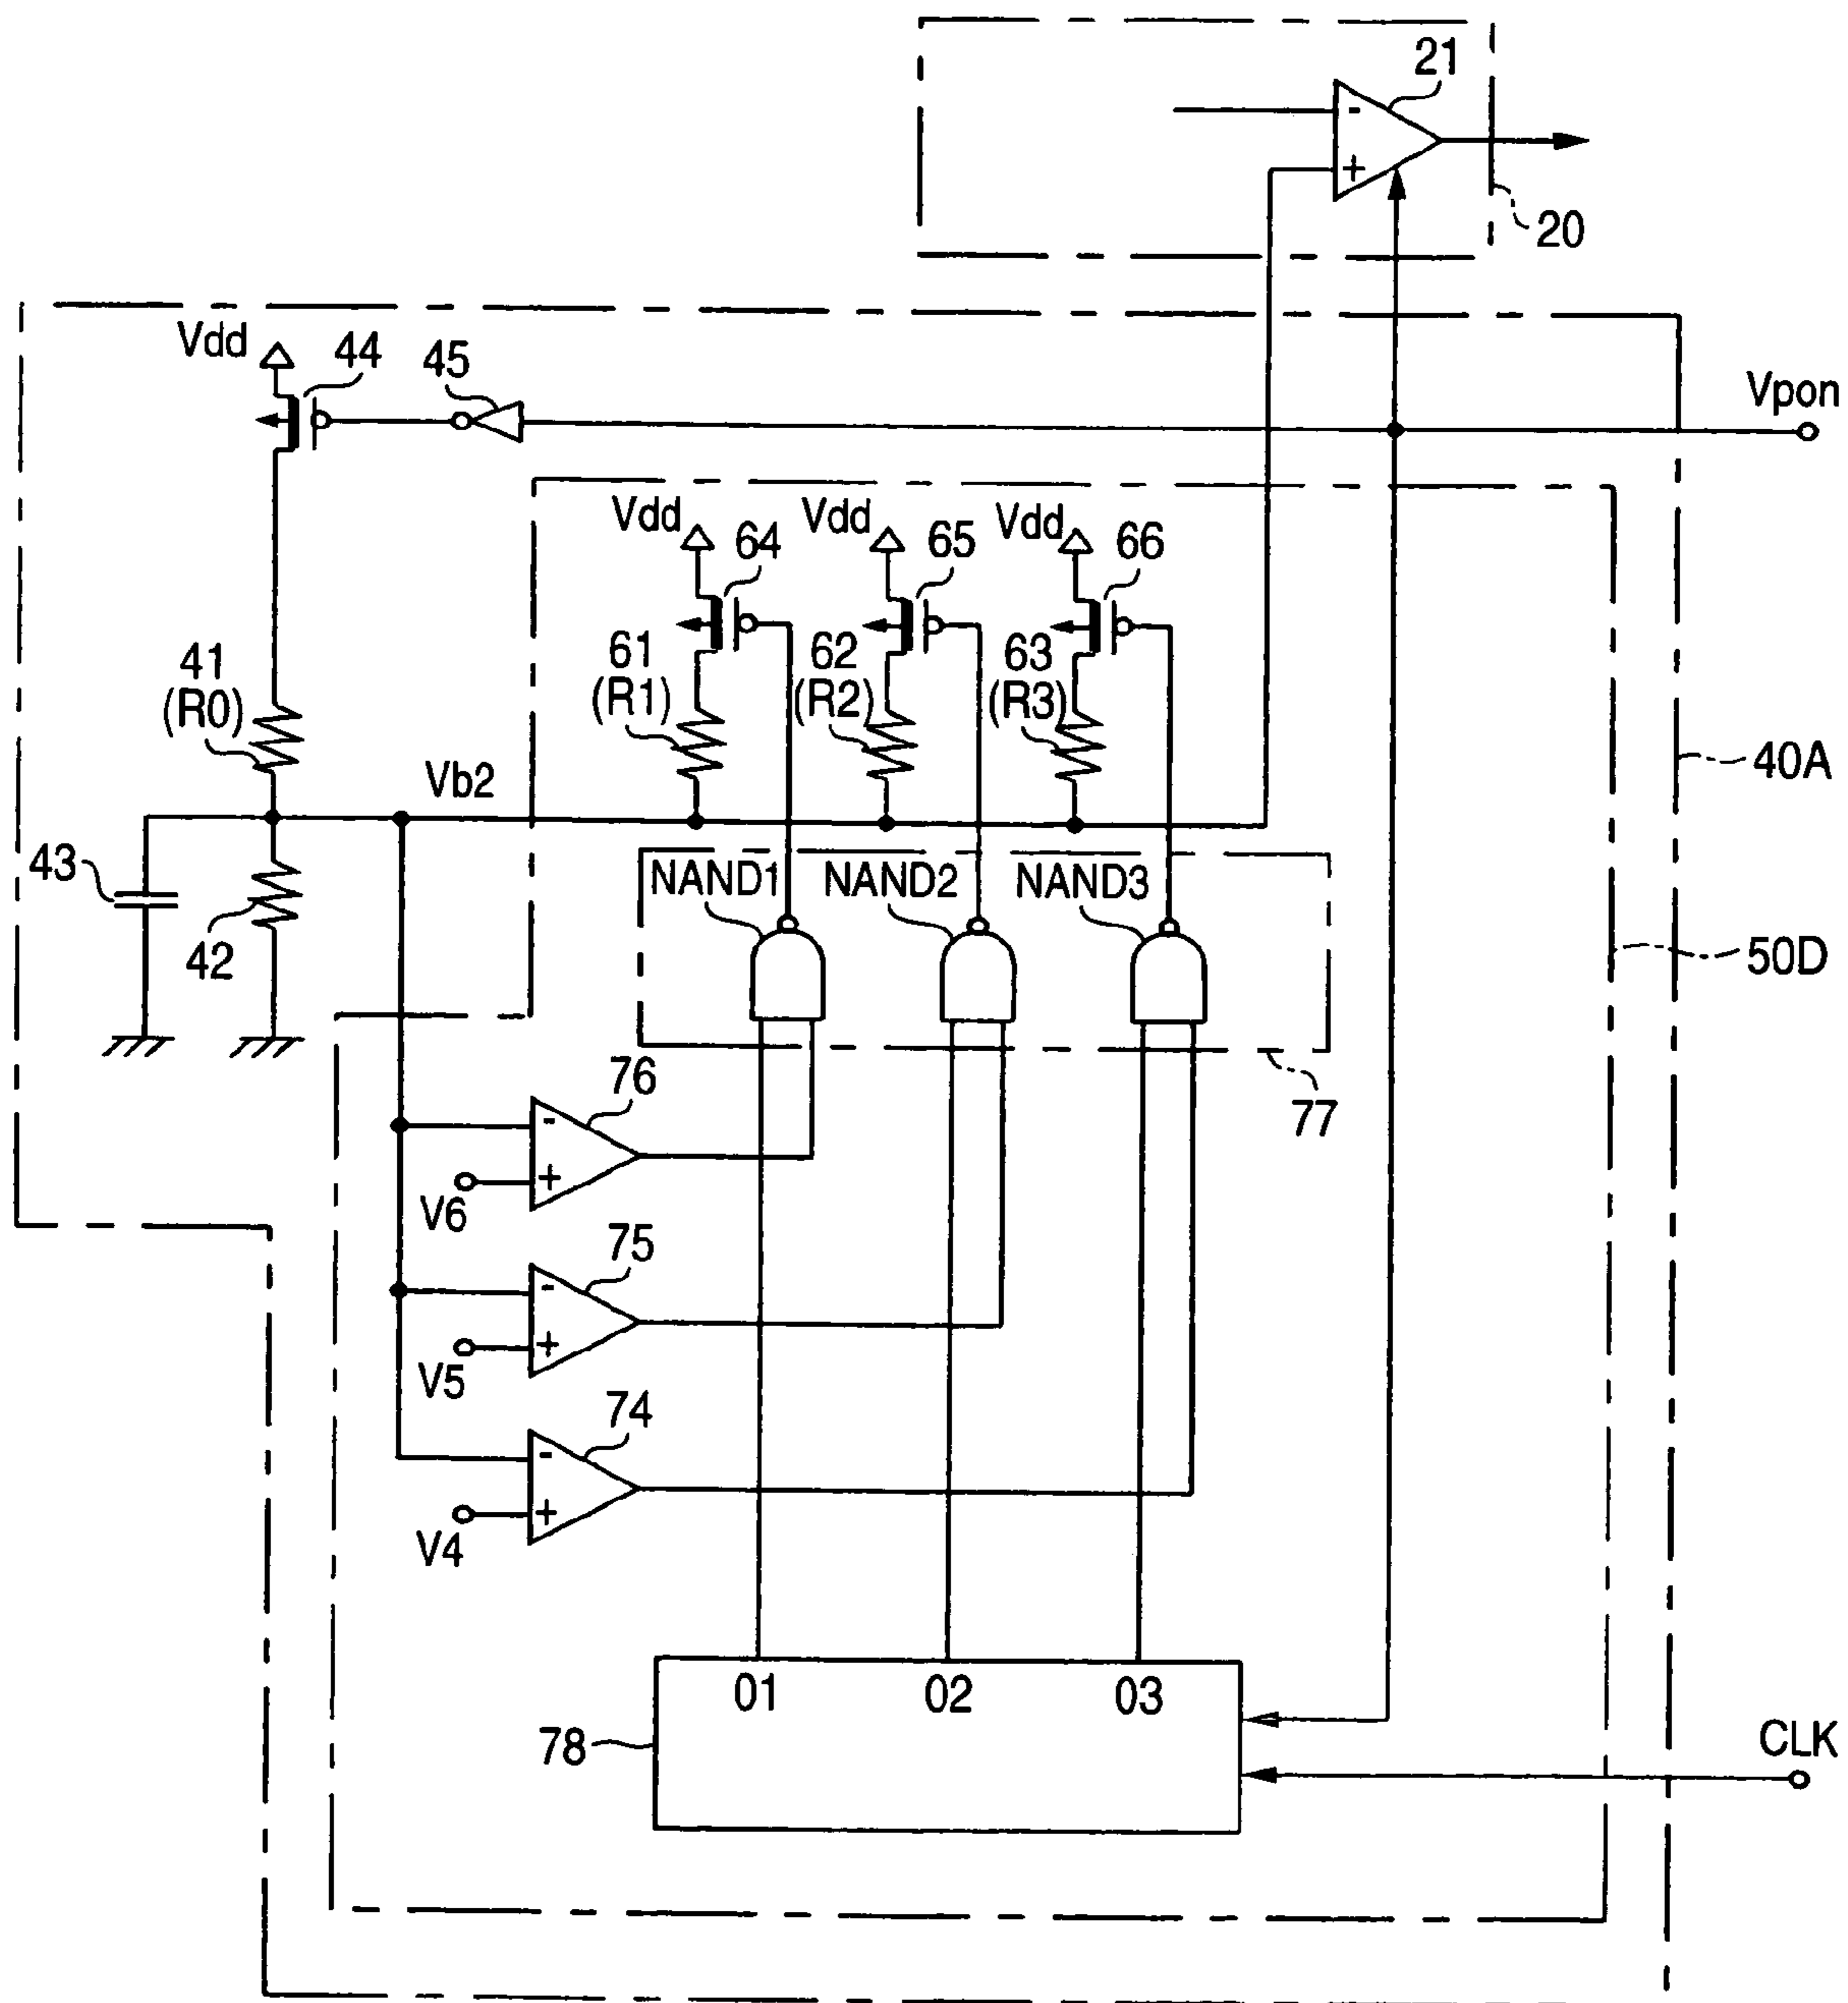 21
-
+
20
Vdd
44
45
Vpon
Vdd
64
Vdd
65
Vdd
66
41
(R0)
61
(R1)
62
(R2)
63
(R3)
40A
Vb2
43
42
NAND1
NAND2
NAND3
50D
76
-
+
V6
77
75
-
+
V5
74
-
+
V4
01
02
03
78
CLK